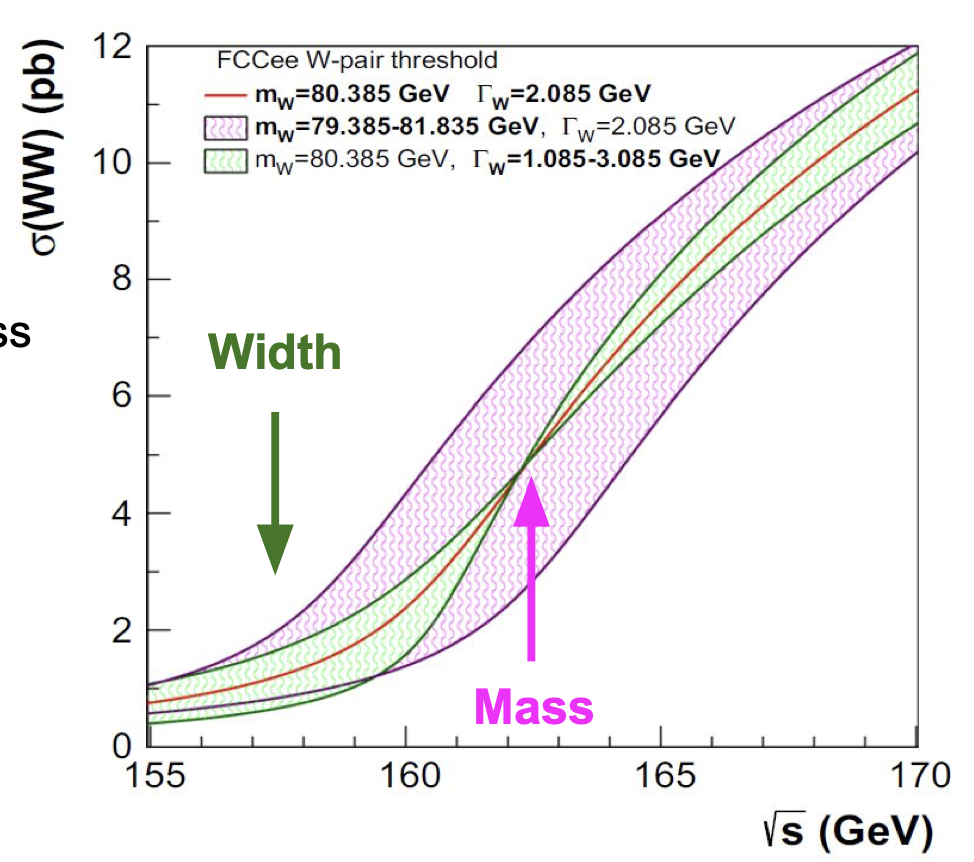 12
FCCee W-pair threshold
m_W=80.385 GeV Γ_W=2.085 GeV
m_W=79.385-81.835 GeV, Γ_W=2.085 GeV
m_W=80.385 GeV, Γ_W=1.085-3.085 GeV
σ(WW) (pb)
10
8
ss
Width
6
4
2
Mass
0
155
160
165
170
√s (GeV)